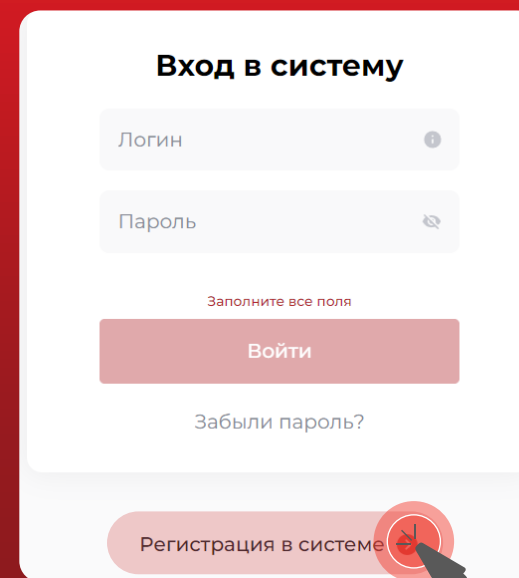 Вход в систему
Логин
Пароль
Заполните все поля
Войти
Забыли пароль?
Регистрация в системе